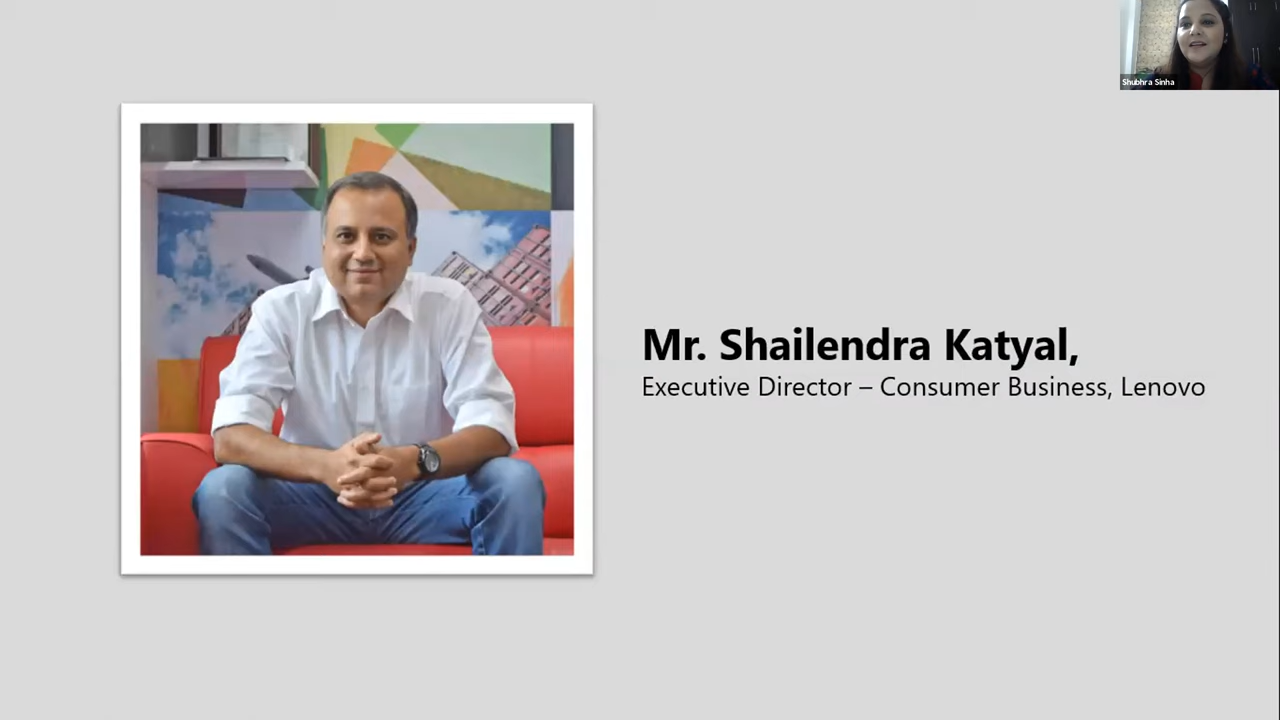 Shubhra Sinha
Mr. Shailendra Katyal,
Executive Director – Consumer Business, Lenovo